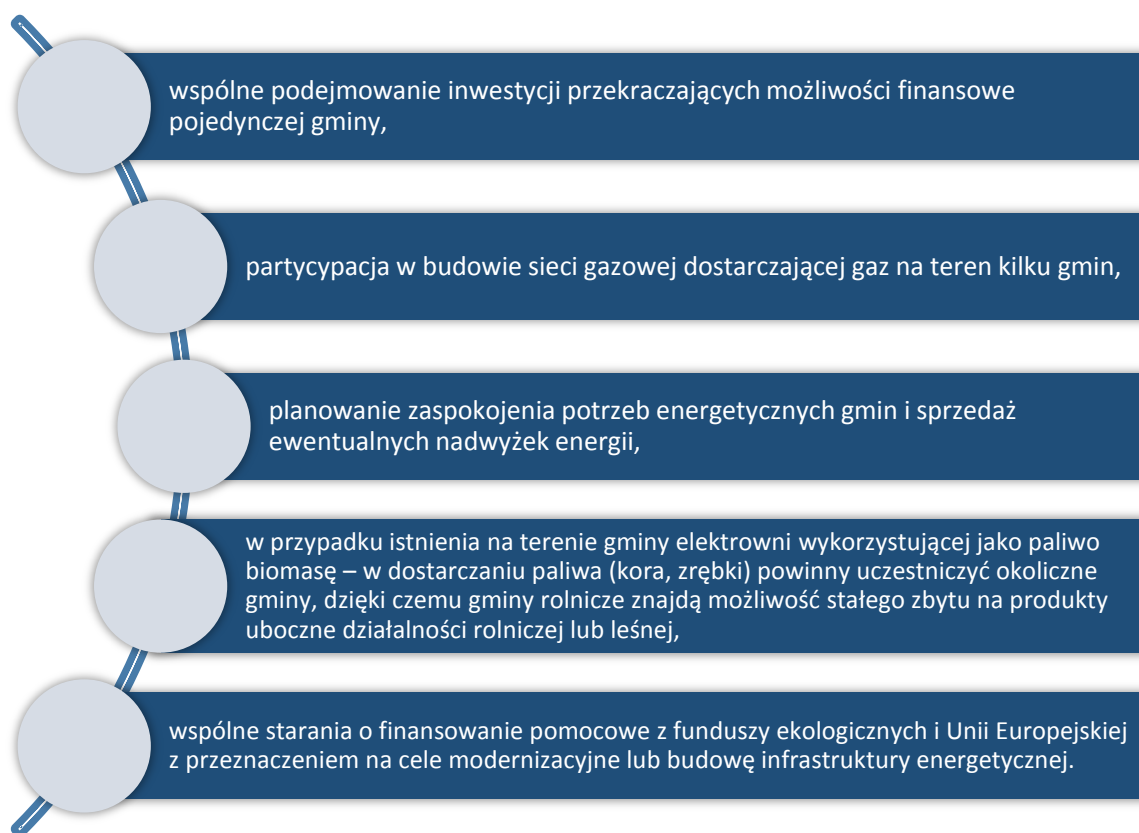 wspólne podejmowanie inwestycji przekraczających możliwości finansowe
pojedynczej gminy,
partycypacja w budowie sieci gazowej dostarczającej gaz na teren kilku gmin,
planowanie zaspokojenia potrzeb energetycznych gmin i sprzedaż
ewentualnych nadwyżek energii,
w przypadku istnienia na terenie gminy elektrowni wykorzystującej jako paliwo
biomasę – w dostarczaniu paliwa (kora, zrębki) powinny uczestniczyć okoliczne
gminy, dzięki czemu gminy rolnicze znajdą możliwość stałego zbytu na produkty
uboczne działalności rolniczej lub leśnej,
wspólne starania o finansowanie pomocowe z funduszy ekologicznych i Unii Europejskiej
z przeznaczeniem na cele modernizacyjne lub budowę infrastruktury energetycznej.